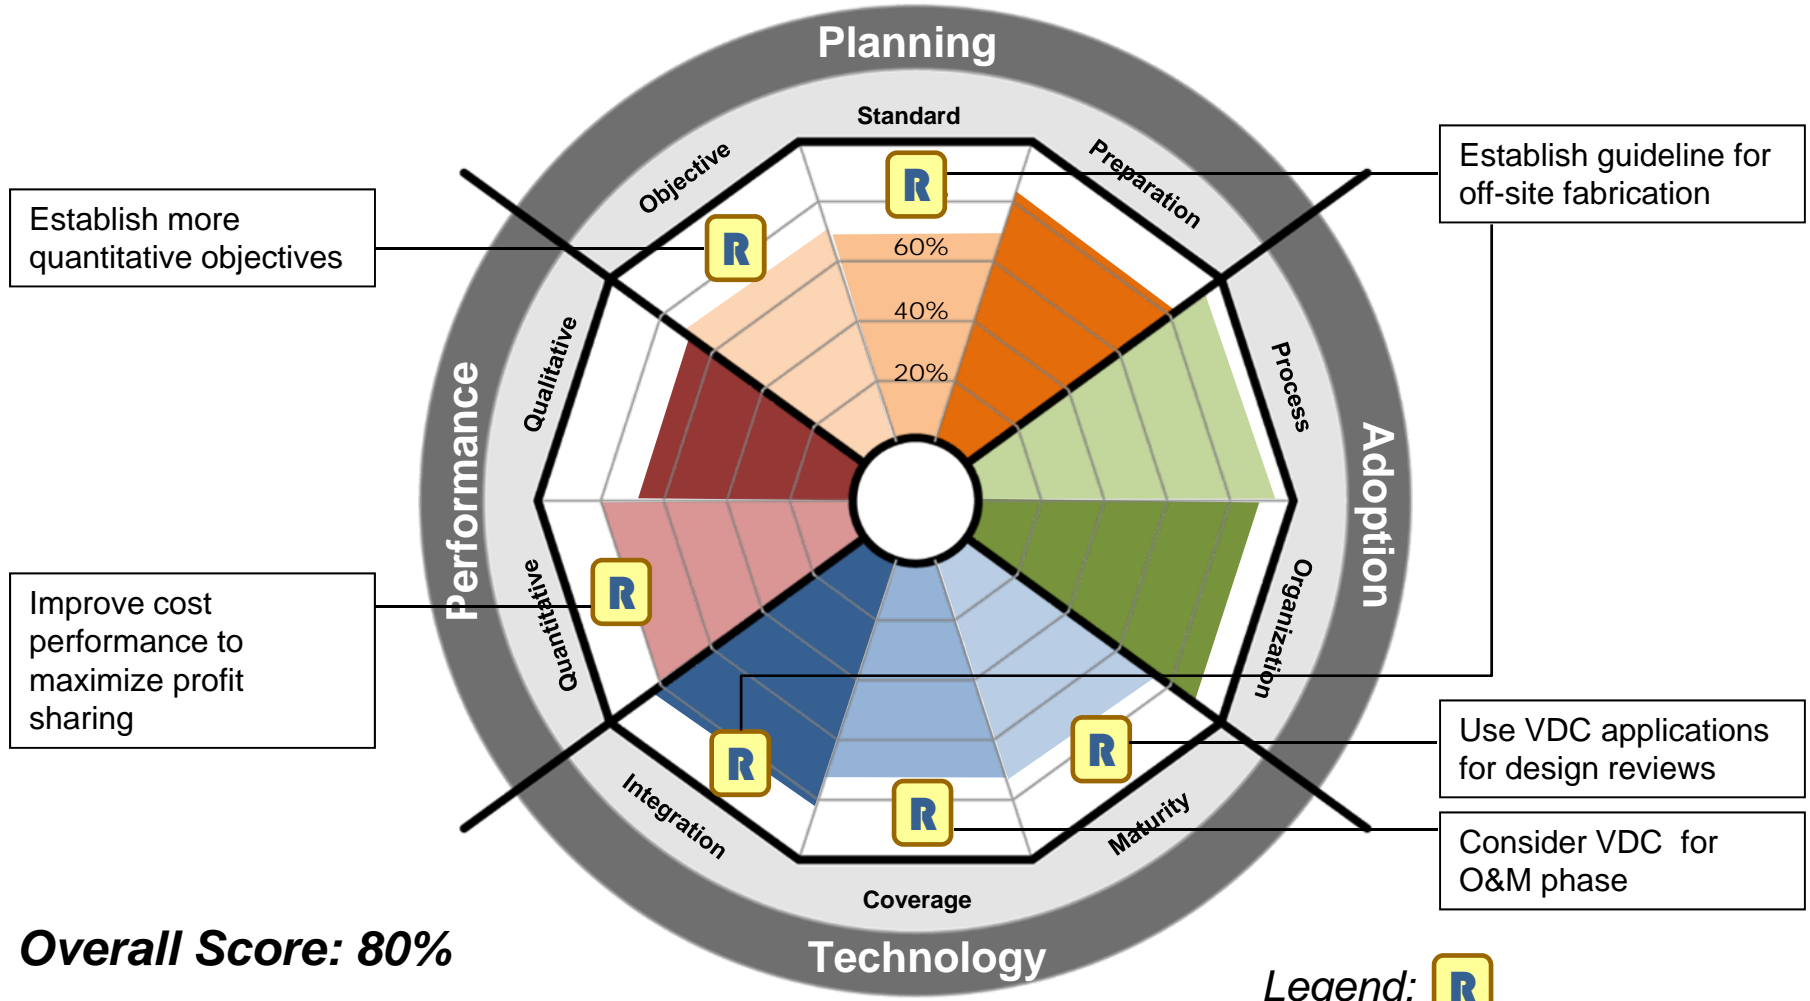 Planning
Standard
Objective
Preparation
R
Establish guideline for
off-site fabrication
Establish more
quantitative objectives
R
60%
40%
20%
Qualitative
Process
Performance
Adoption
Quantitative
Organization
R
Improve cost
performance to
maximize profit
sharing
R
R
R
Use VDC applications
for design reviews
Integration
Maturity
Consider VDC for
O&M phase
Coverage
Technology
Overall Score: 80%
Legend: R